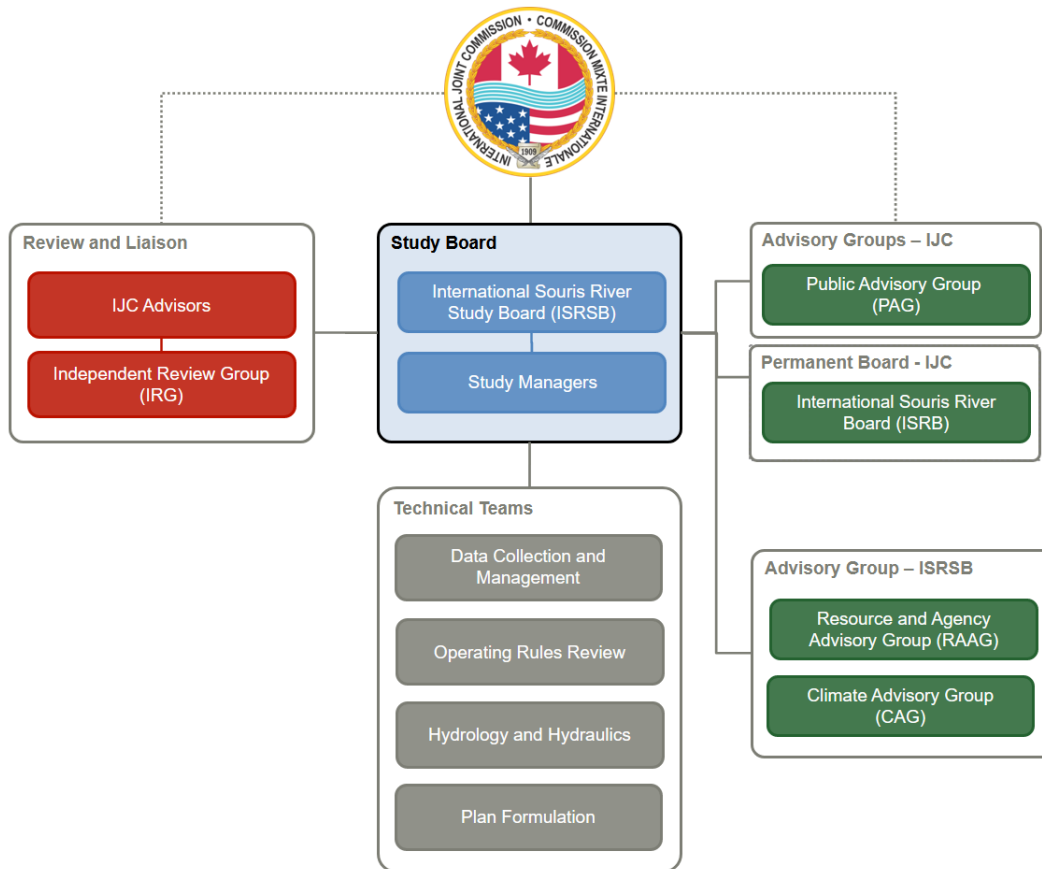 INTERNATIONAL JOINT COMMISSION • COMMISSION MIXTE INTERNATIONALE
1909
Review and Liaison
IJC Advisors
Independent Review Group
(IRG)
Study Board
International Souris River
Study Board (ISRSB)
Study Managers
Advisory Groups – IJC
Public Advisory Group
(PAG)
Permanent Board - IJC
International Souris River
Board (ISRB)
Technical Teams
Data Collection and
Management
Operating Rules Review
Hydrology and Hydraulics
Plan Formulation
Advisory Group – ISRSB
Resource and Agency
Advisory Group (RAAG)
Climate Advisory Group
(CAG)